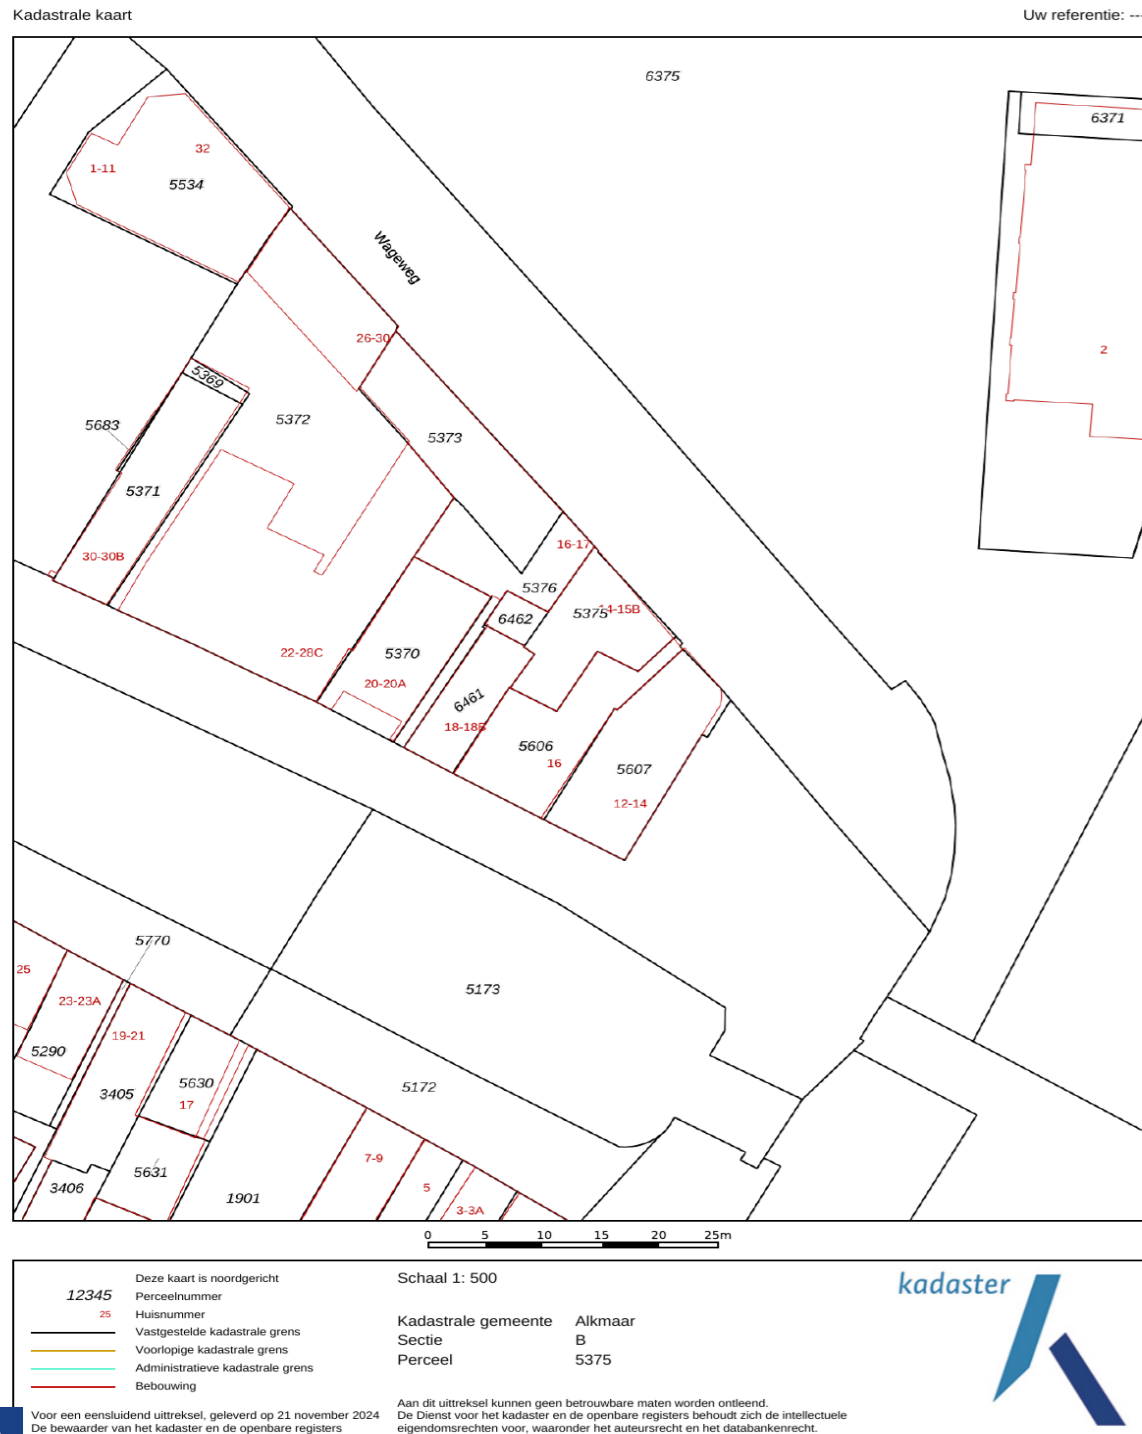 Kadastrale kaart
Uw referentie: ---
6375
6371
32
1-11
5534
Wageweg
26-30
2
5369
5372
5373
5683
5371
16-17
30-30B
5376
5375
14-15B
6462
22-28C
5370
20-20A
6461
18-18B
5606
16
5607
12-14
5770
25
23-23A
5173
19-21
5290
5630
5172
3405
17
7-9
5631
5
3406
1901
3-3A
0 5 10 15 20 25m
Deze kaart is noordgericht
12345 Perceelnummer
25 Huisnummer
Vastgestelde kadastrale grens
Voorlopige kadastrale grens
Administratieve kadastrale grens
Bebouwing
Voor een eensluidend uittreksel, geleverd op 21 november 2024
De bewaarder van het kadaster en de openbare registers
Schaal 1: 500
Kadastrale gemeente Alkmaar
Sectie B
Perceel 5375
Aan dit uittreksel kunnen geen betrouwbare maten worden ontleend.
De Dienst voor het kadaster en de openbare registers behoudt zich de intellectuele
eigendomsrechten voor, waaronder het auteursrecht en het databankenrecht.
kadaster